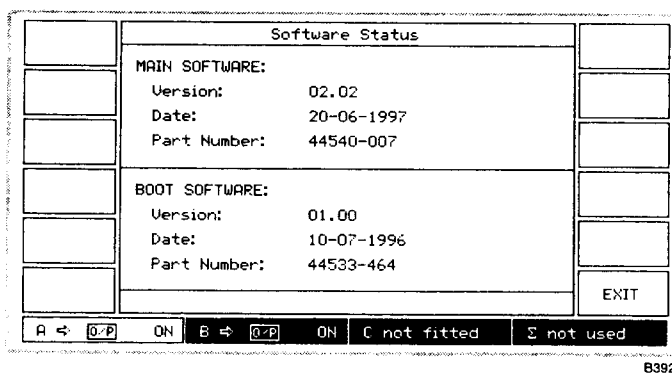 Software Status
MAIN SOFTWARE:
Version: 02.02
Date: 20-06-1997
Part Number: 44540-007
BOOT SOFTWARE:
Version: 01.00
Date: 10-07-1996
Part Number: 44533-464
EXIT
A ⇨ O/P ON B ⇨ O/P ON C not fitted Σ not used
B392